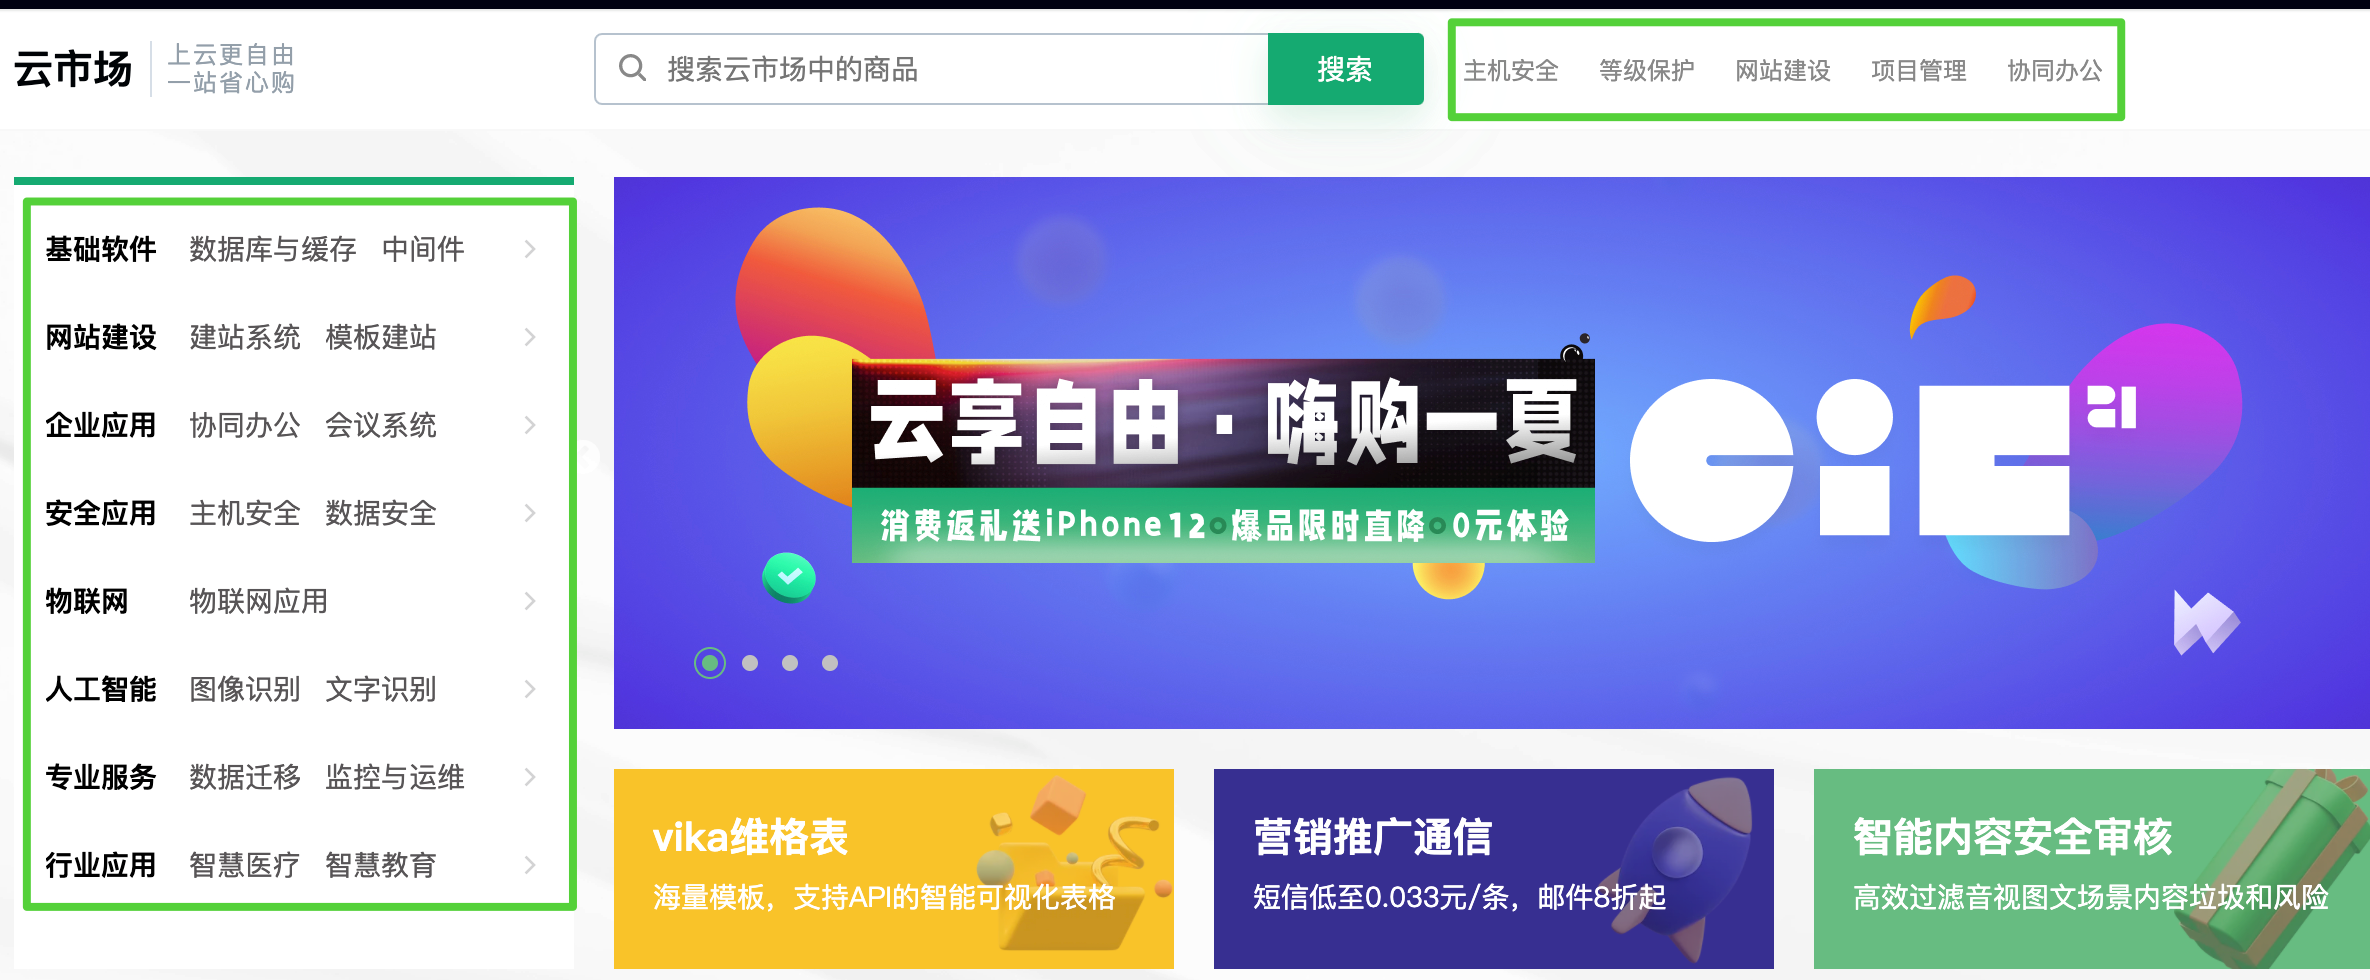 云市场
上云更自由
一站省心购
搜索云市场中的商品
搜索
主机安全 等级保护 网站建设 项目管理 协同办公
基础软件 数据库与缓存 中间件
网站建设 建站系统 模板建站
企业应用 协同办公 会议系统
安全应用 主机安全 数据安全
物联网 物联网应用
人工智能 图像识别 文字识别
专业服务 数据迁移 监控与运维
行业应用 智慧医疗 智慧教育
云享自由·嗨购一夏
消费返礼送iPhone12 爆品限时直降 0元体验
CiC 21
vika维格表
海量模板，支持API的智能可视化表格
营销推广通信
短信低至0.033元/条，邮件8折起
智能内容安全审核
高效过滤音视图文场景内容垃圾和风险